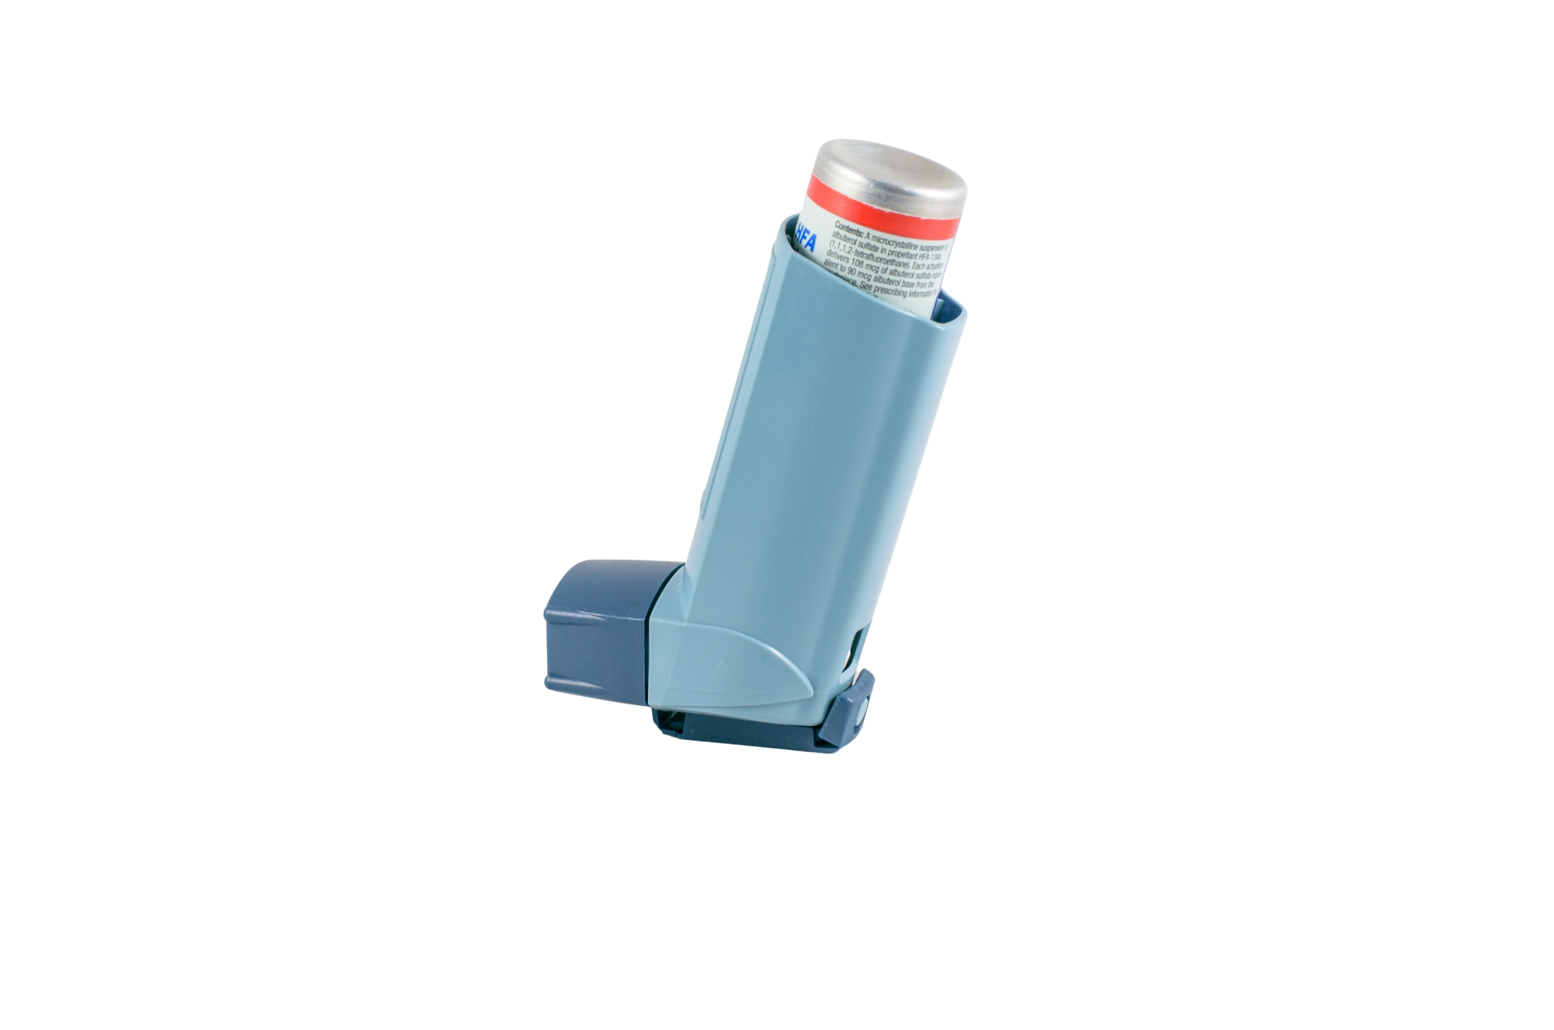 HFA
Contents: A microcrystalline suspension of
albuterol sulfate in propellant HFA-134a
(1,1,1,2-tetrafluoroethane). Each actuation
delivers 108 mcg of albuterol sulfate
alent to 90 mcg albuterol base from the
See prescribing information